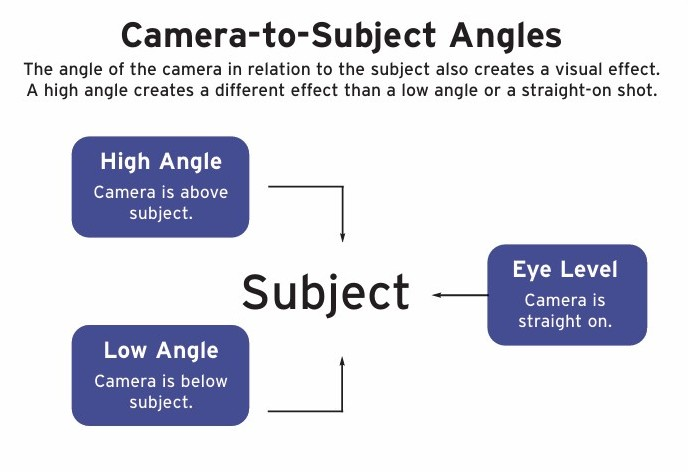 Camera-to-Subject Angles
The angle of the camera in relation to the subject also creates a visual effect.
A high angle creates a different effect than a low angle or a straight-on shot.
High Angle
Camera is above
subject.
Subject
Eye Level
Camera is
straight on.
Low Angle
Camera is below
subject.